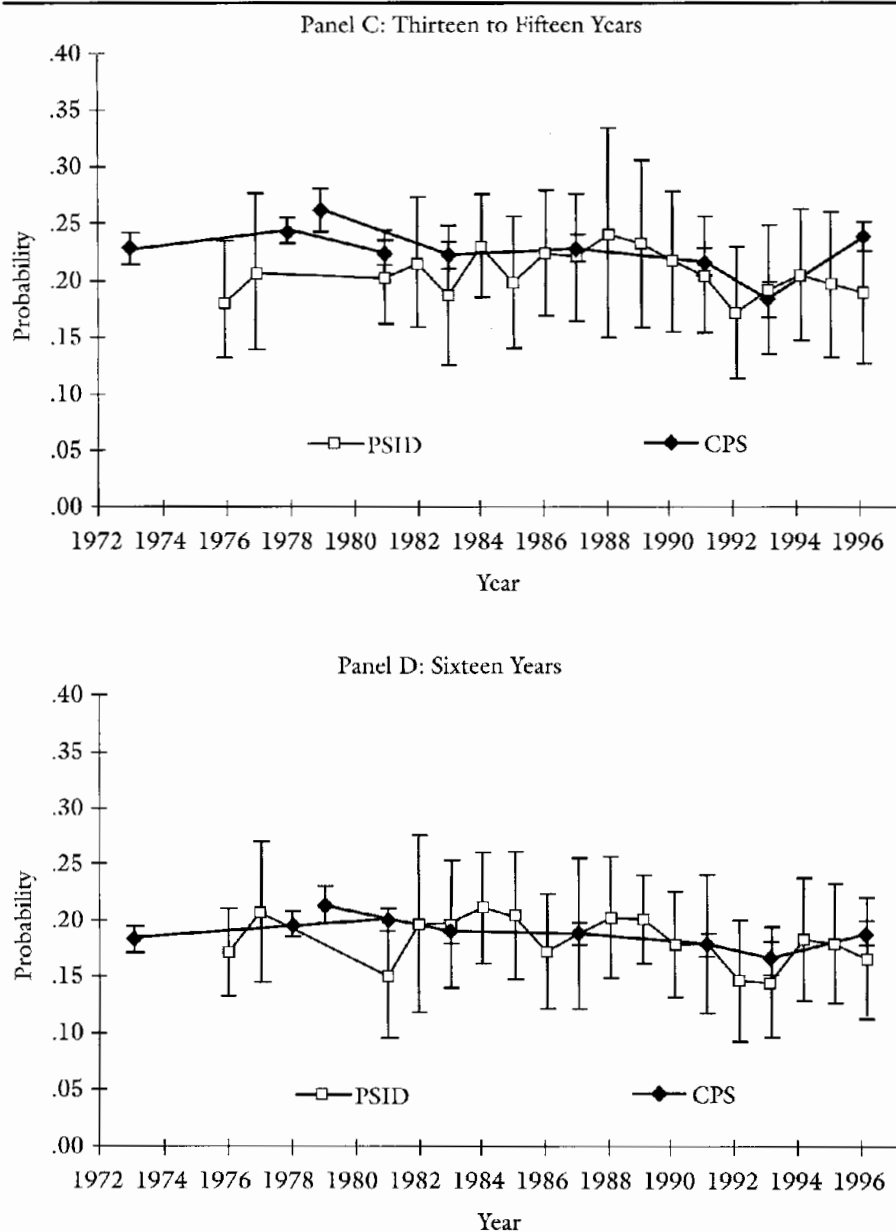 Panel C: Thirteen to Fifteen Years
.40
.35
.30
.25
.20
.15
.10
.05
.00
Probability
PSID CPS
1972 1974 1976 1978 1980 1982 1984 1986 1988 1990 1992 1994 1996
Year
Panel D: Sixteen Years
.40
.35
.30
.25
.20
.15
.10
.05
.00
Probability
PSID CPS
1972 1974 1976 1978 1980 1982 1984 1986 1988 1990 1992 1994 1996
Year